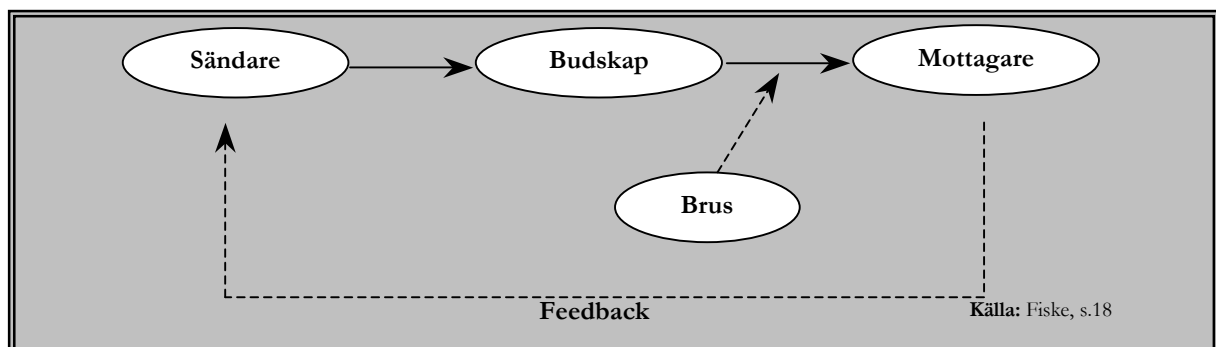 Sändare
Budskap
Mottagare
Brus
Feedback
Källa: Fiske, s.18